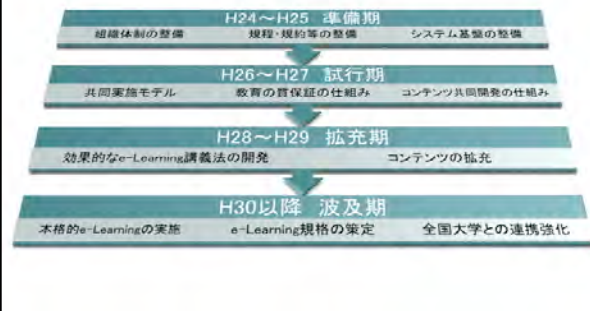 H24～H25 準備期
組織体制の整備 規程・規約等の整備 システム基盤の整備
H26～H27 試行期
共同実施モデル 教育の質保証の仕組み コンテンツ共同開発の仕組み
H28～H29 拡充期
効果的なe-Learning講義法の開発 コンテンツの拡充
H30以降 波及期
本格的e-Learningの実施 e-Learning規格の策定 全国大学との連携強化